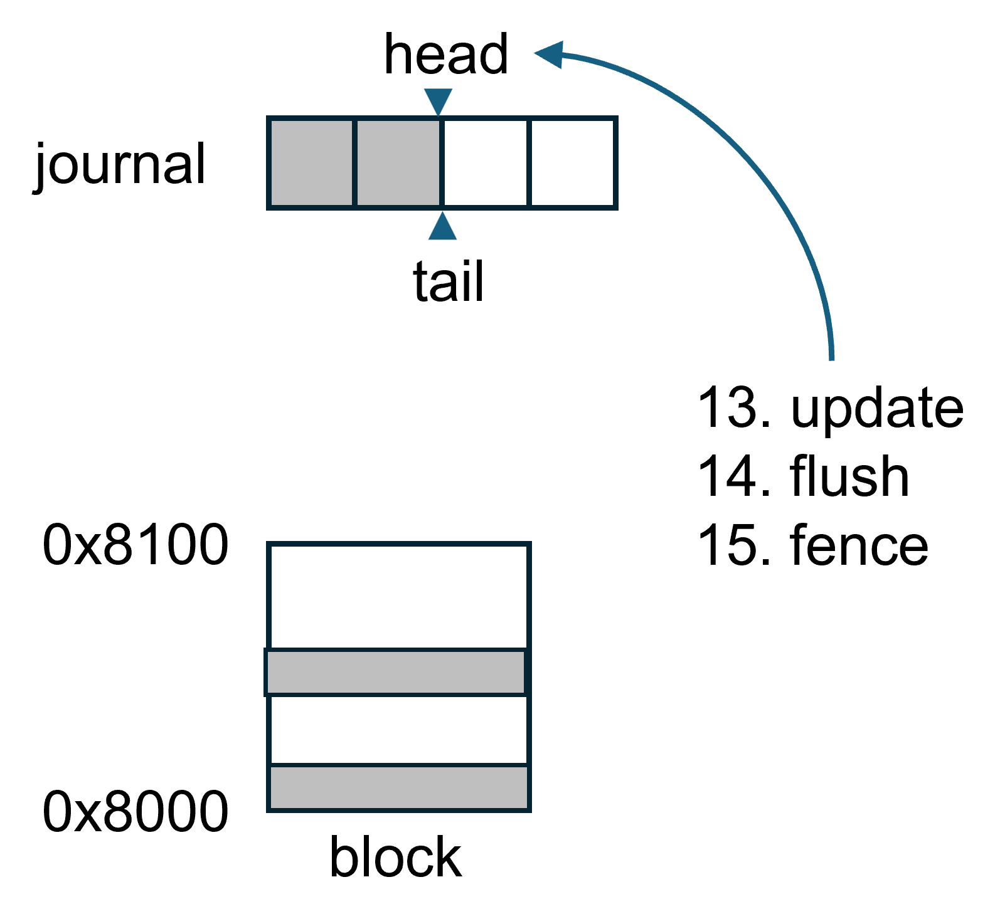 head
journal
tail
13. update
14. flush
15. fence
0x8100
0x8000
block